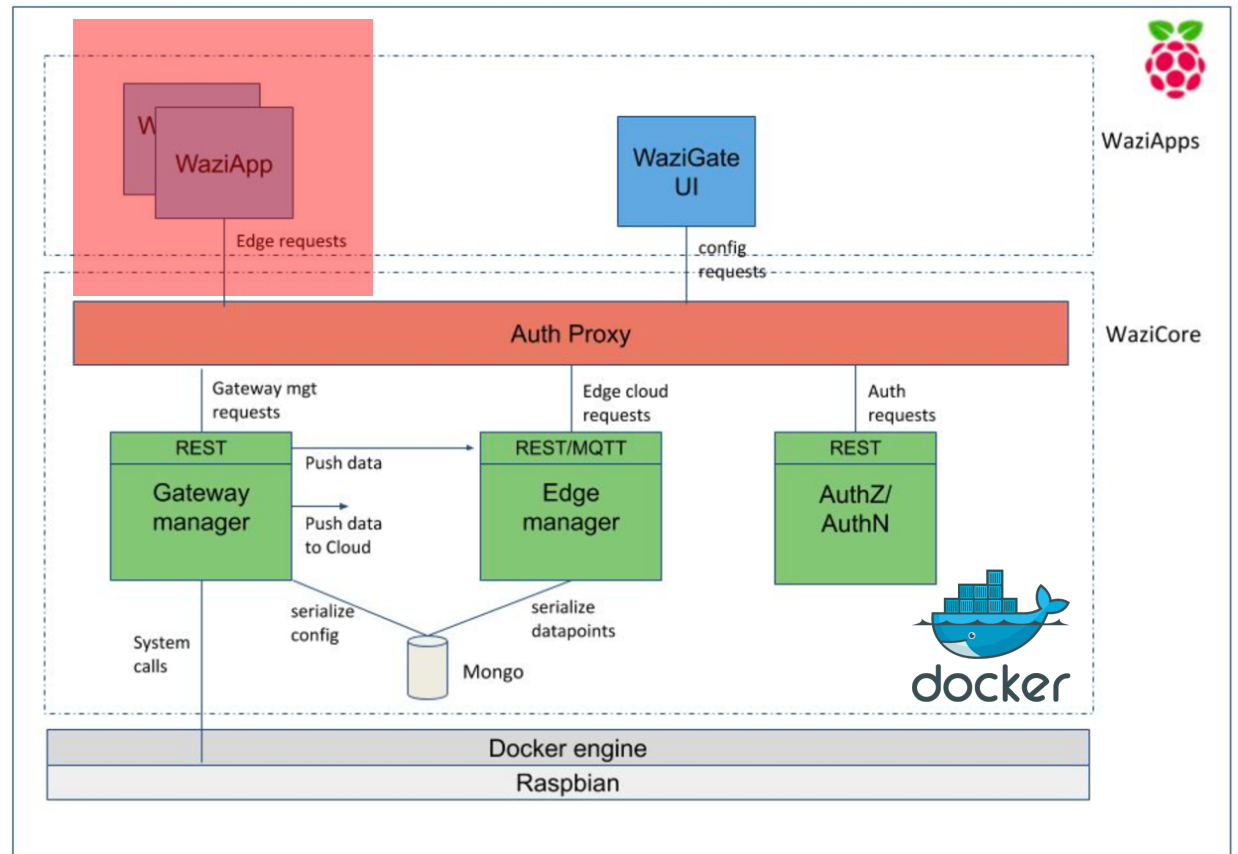 W
WaziApp
Edge requests
WaziGate
UI
config
requests
WaziApps
Auth Proxy
WaziCore
Gateway mgt
requests
Edge cloud
requests
Auth
requests
REST
Push data
REST/MQTT
REST
Gateway
manager
Push data
to Cloud
Edge
manager
AuthZ/
AuthN
serialize
config
serialize
datapoints
System
calls
Mongo
docker
Docker engine
Raspbian